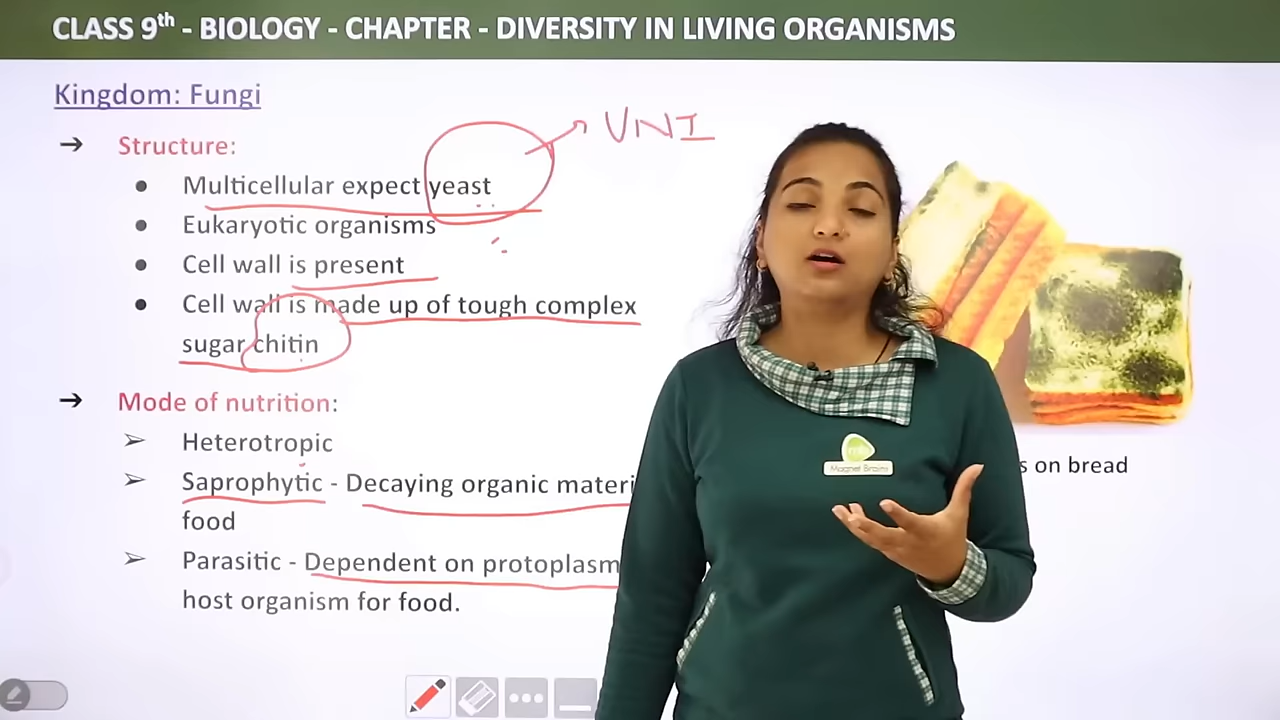 CLASS 9th - BIOLOGY - CHAPTER - DIVERSITY IN LIVING ORGANISMS
Kingdom: Fungi
→ Structure:
● Multicellular expect yeast
UNI
● Eukaryotic organisms
● Cell wall is present
● Cell wall is made up of tough complex
sugar chitin
→ Mode of nutrition:
➢ Heterotropic
➢ Saprophytic - Decaying organic materi
food
➢ Parasitic - Dependent on protoplasm
host organism for food.
s on bread
Magnet Brains